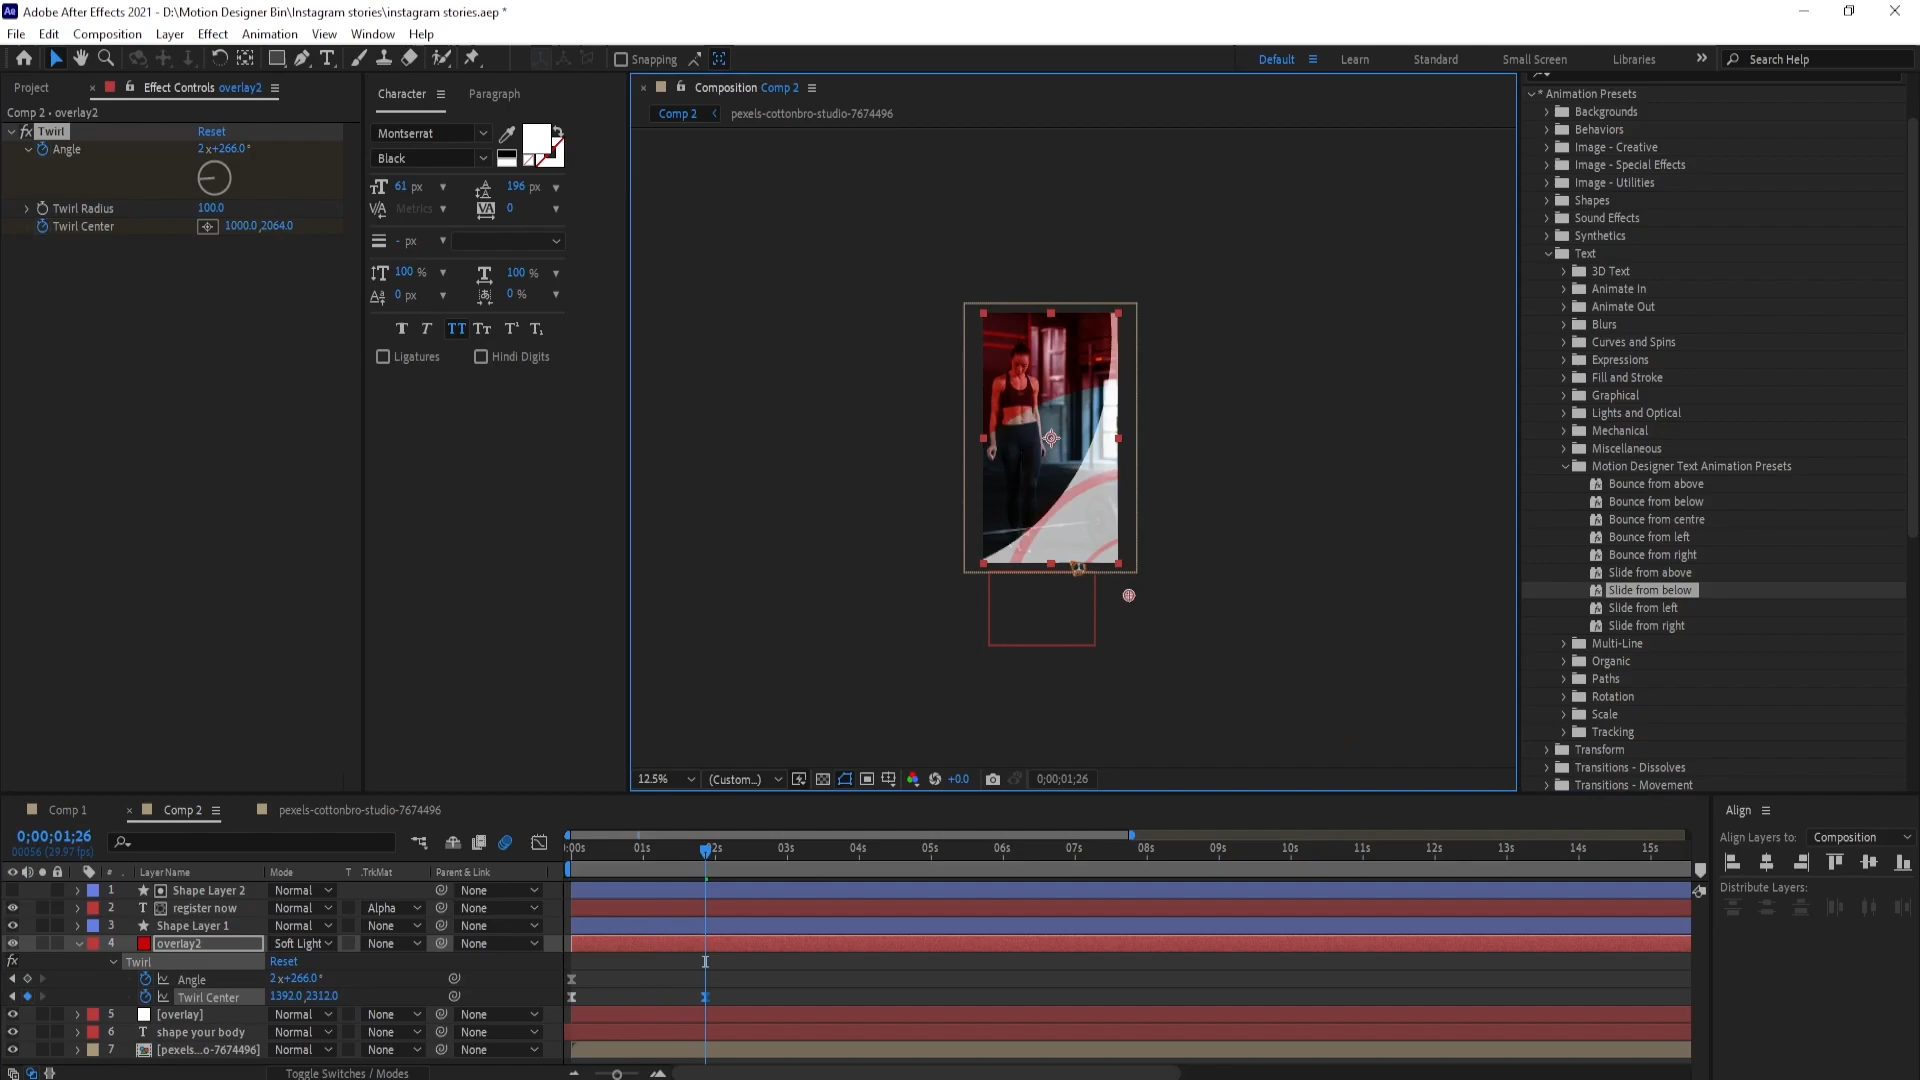 Adobe After Effects 2021 - D:\Motion Designer Bin\Instagram stories\instagram stories.aep *
File Edit Composition Layer Effect Animation View Window Help
Snapping
Default Learn Standard Small Screen Libraries Search Help
Project Effect Controls overlay2
Comp 2 • overlay2
fx Twirl Reset
Angle 2x+266.0°
Twirl Radius 100.0
Twirl Center 1000.0,2064.0
Character Paragraph
Montserrat
Black
61 px 196 px
Metrics 0
- px
100 % 100 %
0 px 0 %
Ligatures Hindi Digits
Composition Comp 2
Comp 2 pexels-cottonbro-studio-7674496
12.5% (Custom...) +0.0 0;00;01;26
* Animation Presets
Backgrounds
Behaviors
Image - Creative
Image - Special Effects
Image - Utilities
Shapes
Sound Effects
Synthetics
Text
3D Text
Animate In
Animate Out
Blurs
Curves and Spins
Expressions
Fill and Stroke
Graphical
Lights and Optical
Mechanical
Miscellaneous
Motion Designer Text Animation Presets
Bounce from above
Bounce from below
Bounce from centre
Bounce from left
Bounce from right
Slide from above
Slide from below
Slide from left
Slide from right
Multi-Line
Organic
Paths
Rotation
Scale
Tracking
Transform
Transitions - Dissolves
Transitions - Movement
Comp 1 Comp 2 pexels-cottonbro-studio-7674496
0;00;01;26
00056 (29.97 fps)
:00s 01s 02s 03s 04s 05s 06s 07s 08s 09s 10s 11s 12s 13s 14s 15s
# Layer Name Mode T .TrkMat Parent & Link
1 Shape Layer 2 Normal None
2 T register now Normal Alpha None
3 Shape Layer 1 Normal None None
4 overlay2 Soft Light None None
fx Twirl Reset
Angle 2x+266.0°
Twirl Center 1392.0,2312.0
5 [overlay] Normal None None
6 T shape your body Normal None None
7 [pexels...o-7674496] Normal None None
Toggle Switches / Modes
Align
Align Layers to: Composition
Distribute Layers: